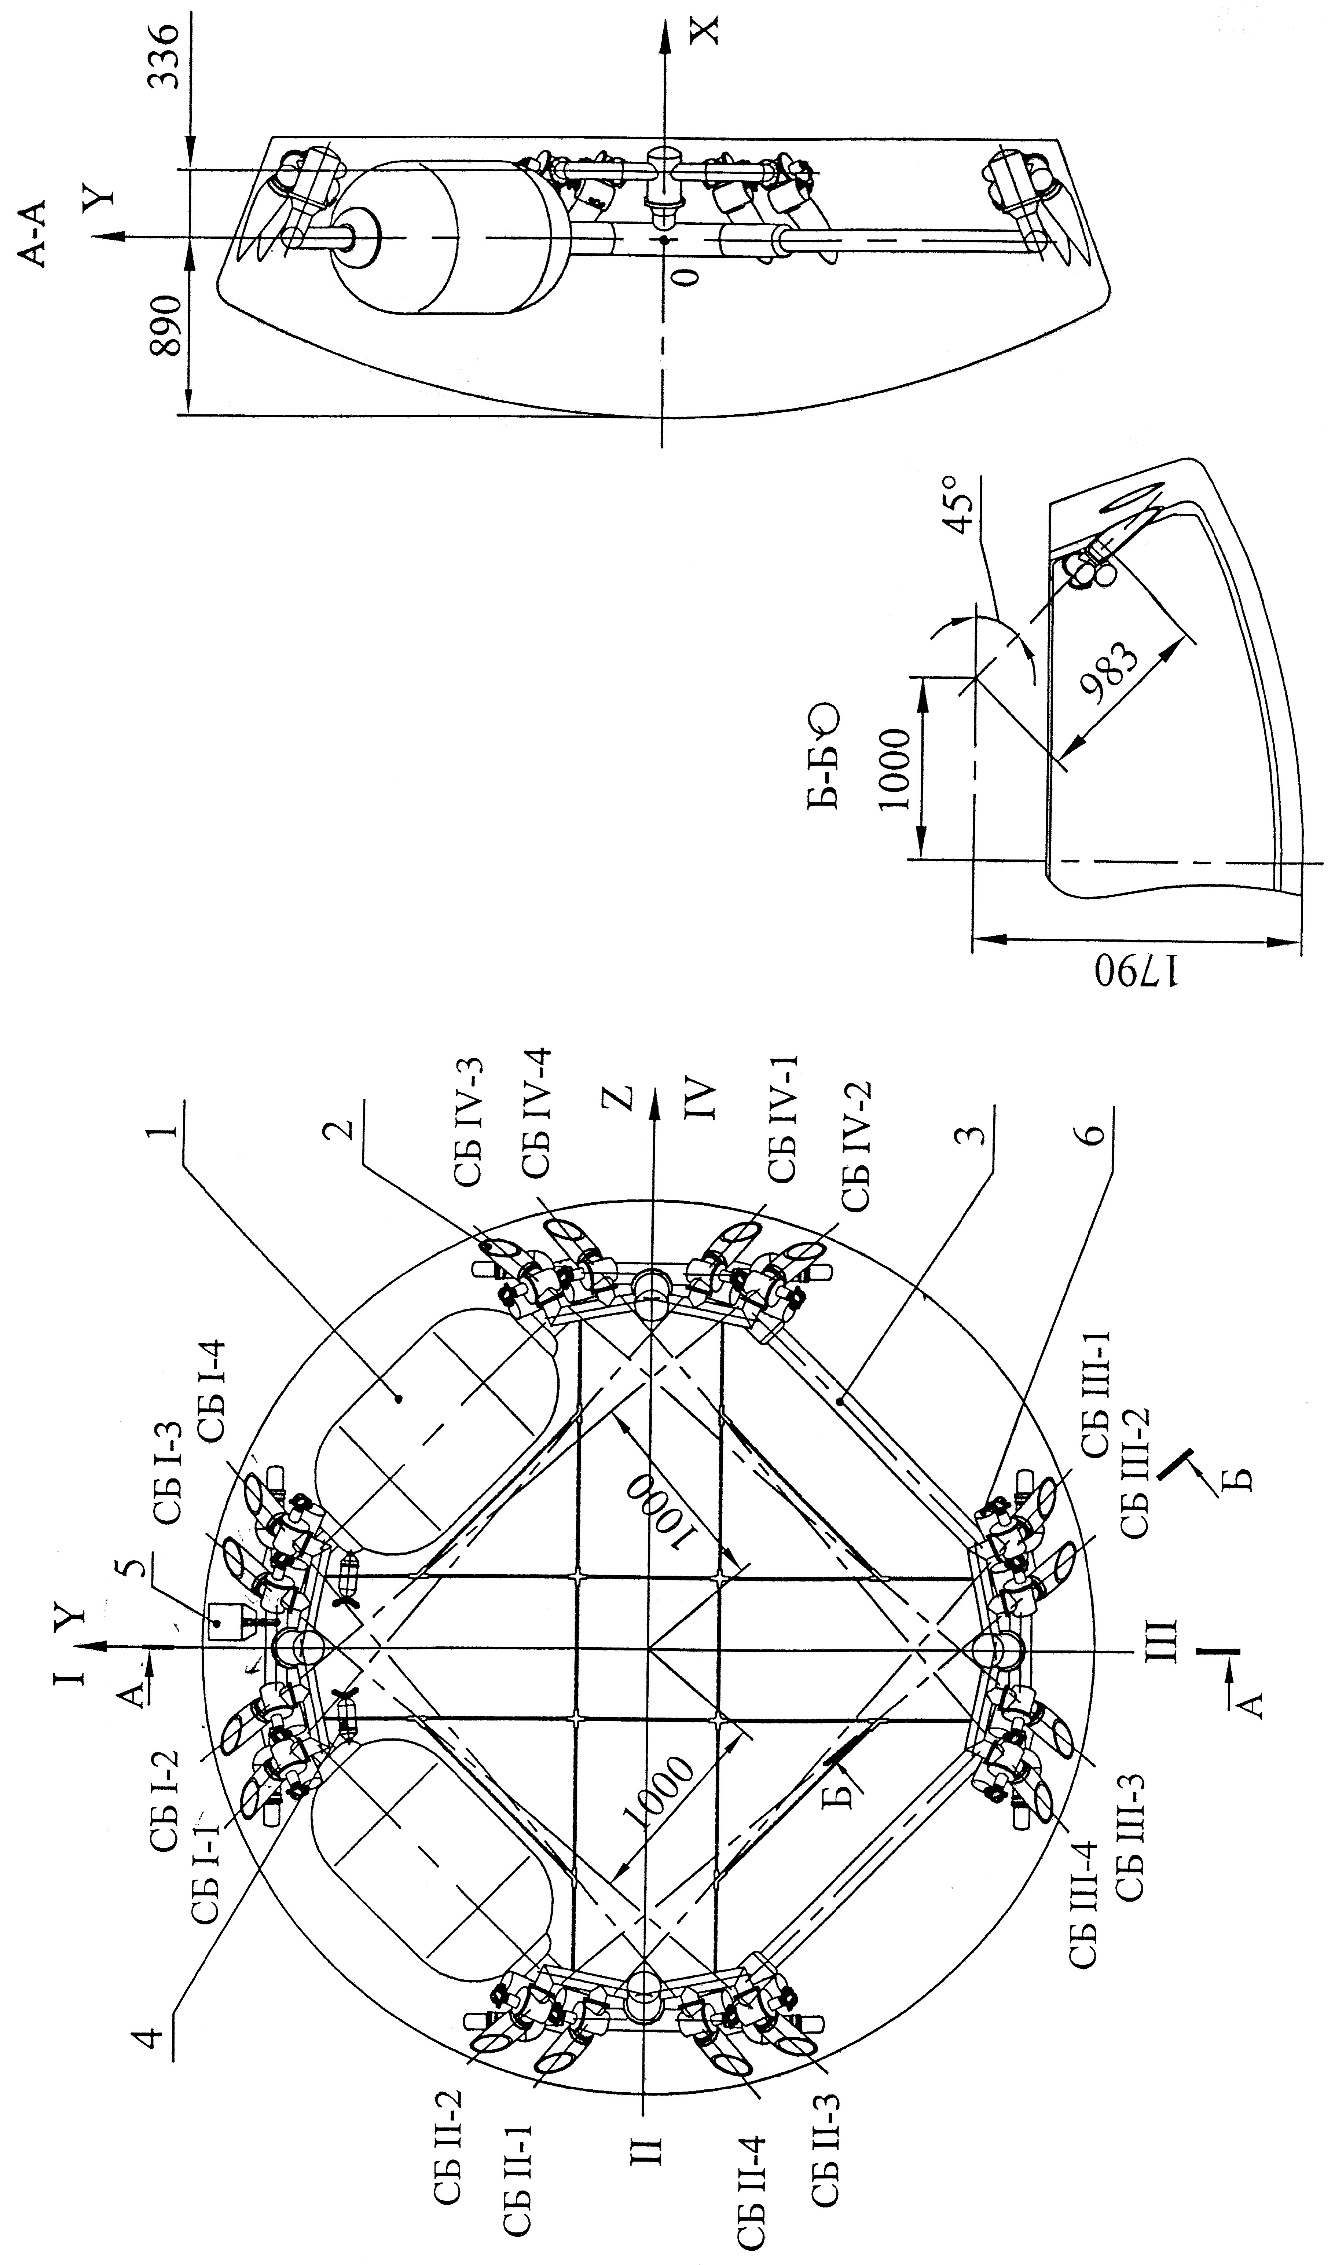 А-А
Y
336
890
X
0
Б-Б
1000
45°
983
1790
1
2
3
6
СБ IV-3
СБ IV-4
Z
IV
СБ IV-1
СБ IV-2
СБ I-4
СБ I-3
5
Y
I
А
СБ I-2
СБ I-1
4
1000
1000
Б
СБ III-1
СБ III-2
Б
III
А
СБ III-3
СБ III-4
СБ II-2
СБ II-1
II
СБ II-4
СБ II-3